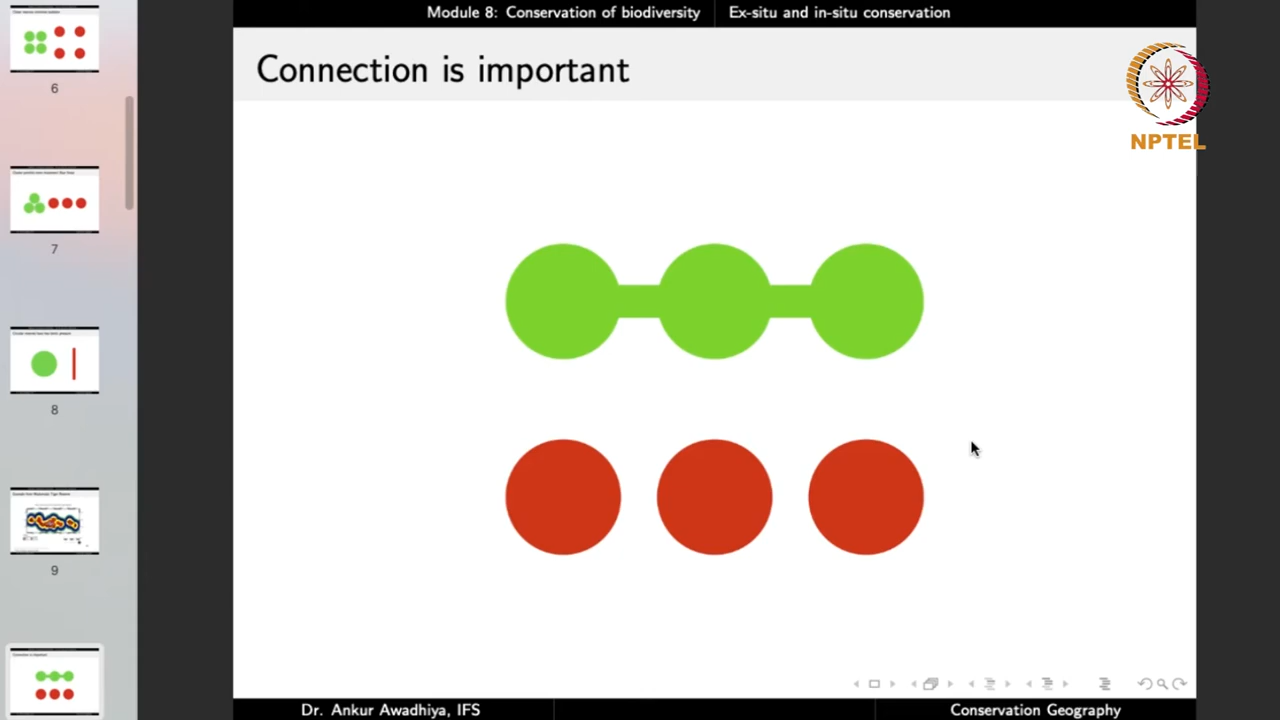 Module 8: Conservation of biodiversity
Ex-situ and in-situ conservation
Connection is important
NPTEL
6
7
8
9
Dr. Ankur Awadhiya, IFS
Conservation Geography